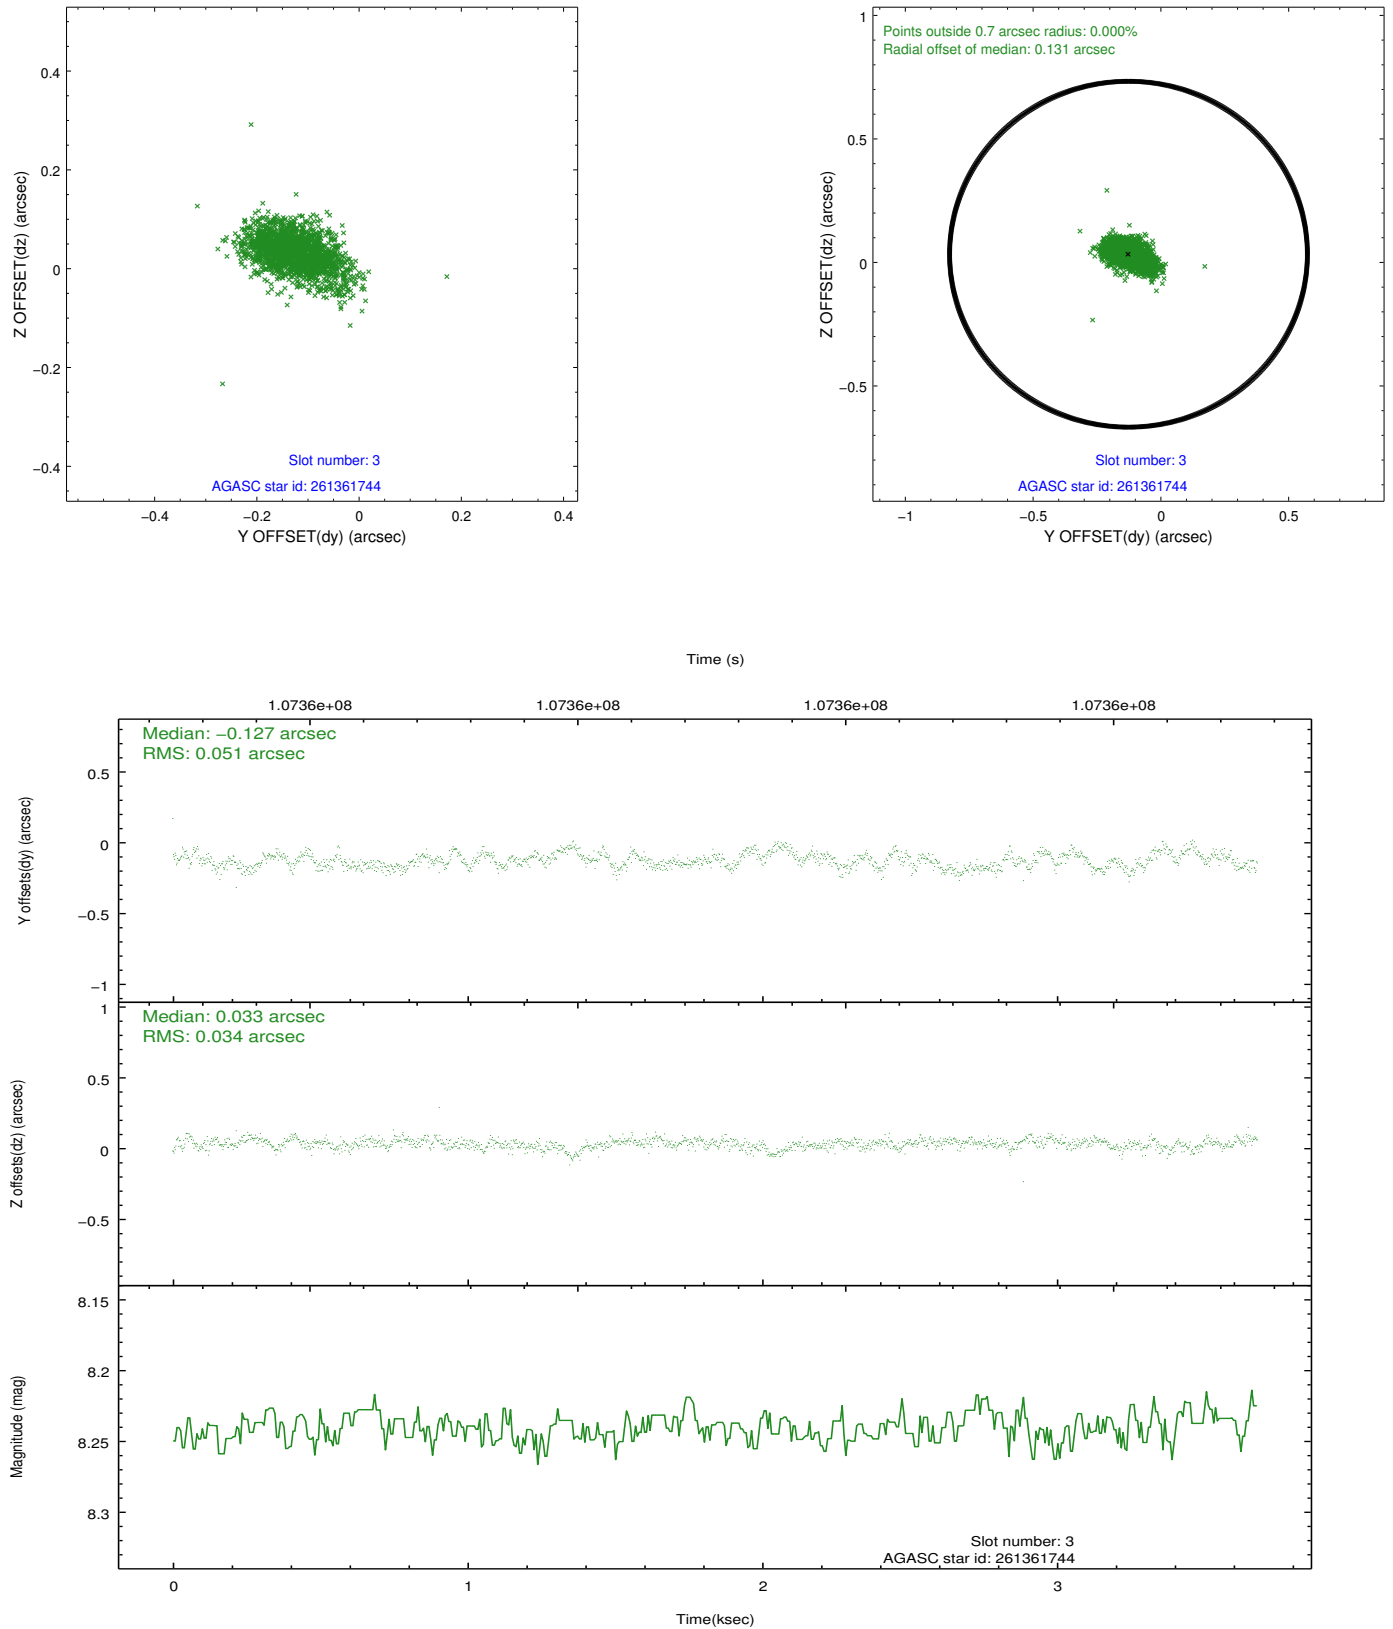 0.4
0.2
0
−0.2
−0.4
Z OFFSET(dz) (arcsec)
Slot number: 3
AGASC star id: 261361744
−0.4 −0.2 0 0.2 0.4
Y OFFSET(dy) (arcsec)
Points outside 0.7 arcsec radius: 0.000%
Radial offset of median: 0.131 arcsec
1
0.5
0
−0.5
Z OFFSET(dz) (arcsec)
Slot number: 3
AGASC star id: 261361744
−1 −0.5 0 0.5
Y OFFSET(dy) (arcsec)
Time (s)
1.0736e+08 1.0736e+08 1.0736e+08 1.0736e+08
Median: −0.127 arcsec
RMS: 0.051 arcsec
0.5
0
−0.5
−1
Y offsets(dy) (arcsec)
Median: 0.033 arcsec
RMS: 0.034 arcsec
1
0.5
0
−0.5
Z offsets(dz) (arcsec)
8.15
8.2
8.25
8.3
Magnitude (mag)
Slot number: 3
AGASC star id: 261361744
0 1 2 3
Time(ksec)